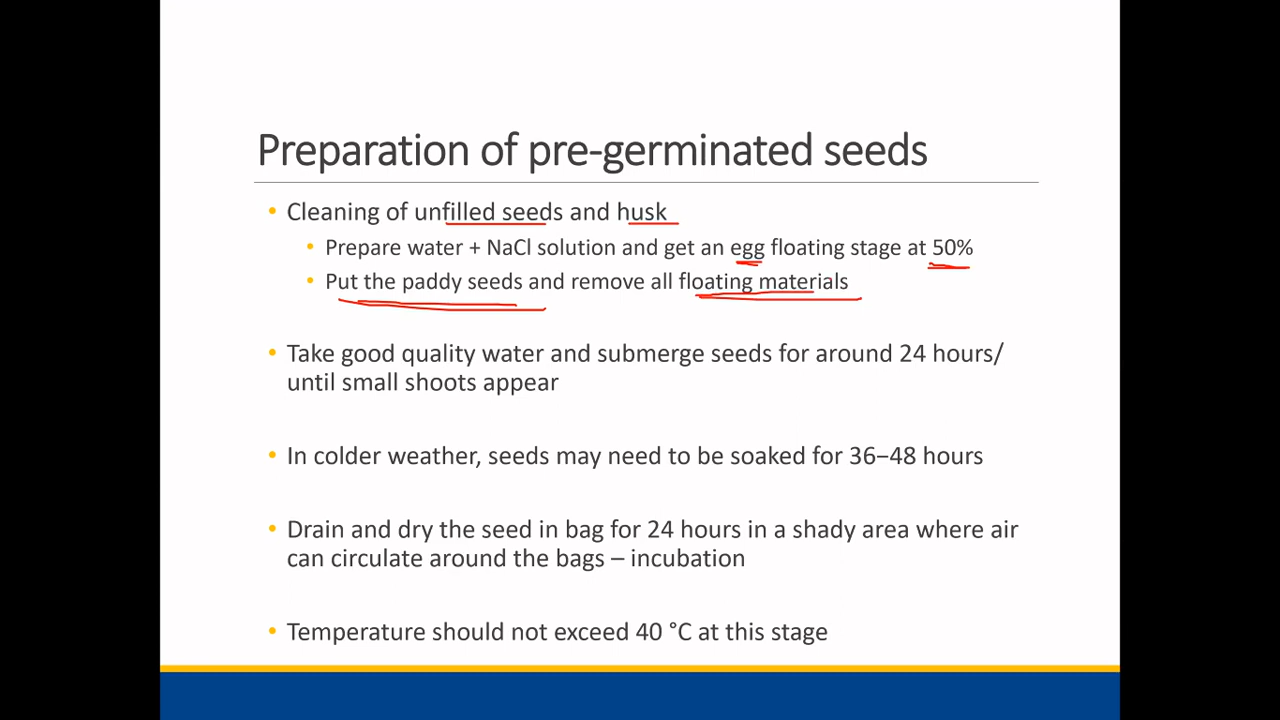 Preparation of pre-germinated seeds
• Cleaning of unfilled seeds and husk
• Prepare water + NaCl solution and get an egg floating stage at 50%
• Put the paddy seeds and remove all floating materials
• Take good quality water and submerge seeds for around 24 hours/
until small shoots appear
• In colder weather, seeds may need to be soaked for 36–48 hours
• Drain and dry the seed in bag for 24 hours in a shady area where air
can circulate around the bags – incubation
• Temperature should not exceed 40 °C at this stage